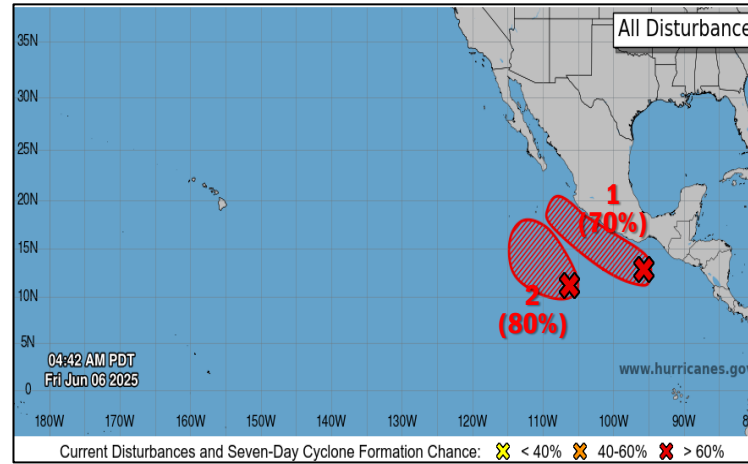 All Disturbance
35N
30N
25N
20N
15N
10N
5N
0
1
(70%)
2
(80%)
04:42 AM PDT
Fri Jun 06 2025
www.hurricanes.gov
180W 170W 160W 150W 140W 130W 120W 110W 100W 90W 8
Current Disturbances and Seven-Day Cyclone Formation Chance: < 40% 40-60% > 60%